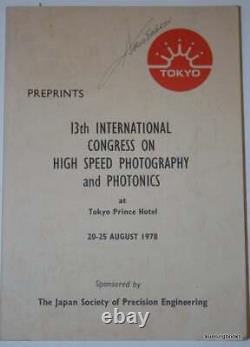 TOKYO
PREPRINTS
13th INTERNATIONAL
CONGRESS ON
HIGH SPEED PHOTOGRAPHY
and PHOTONICS
at
Tokyo Prince Hotel
20-25 AUGUST 1978
Sponsored by
The Japan Society of Precision Engineering